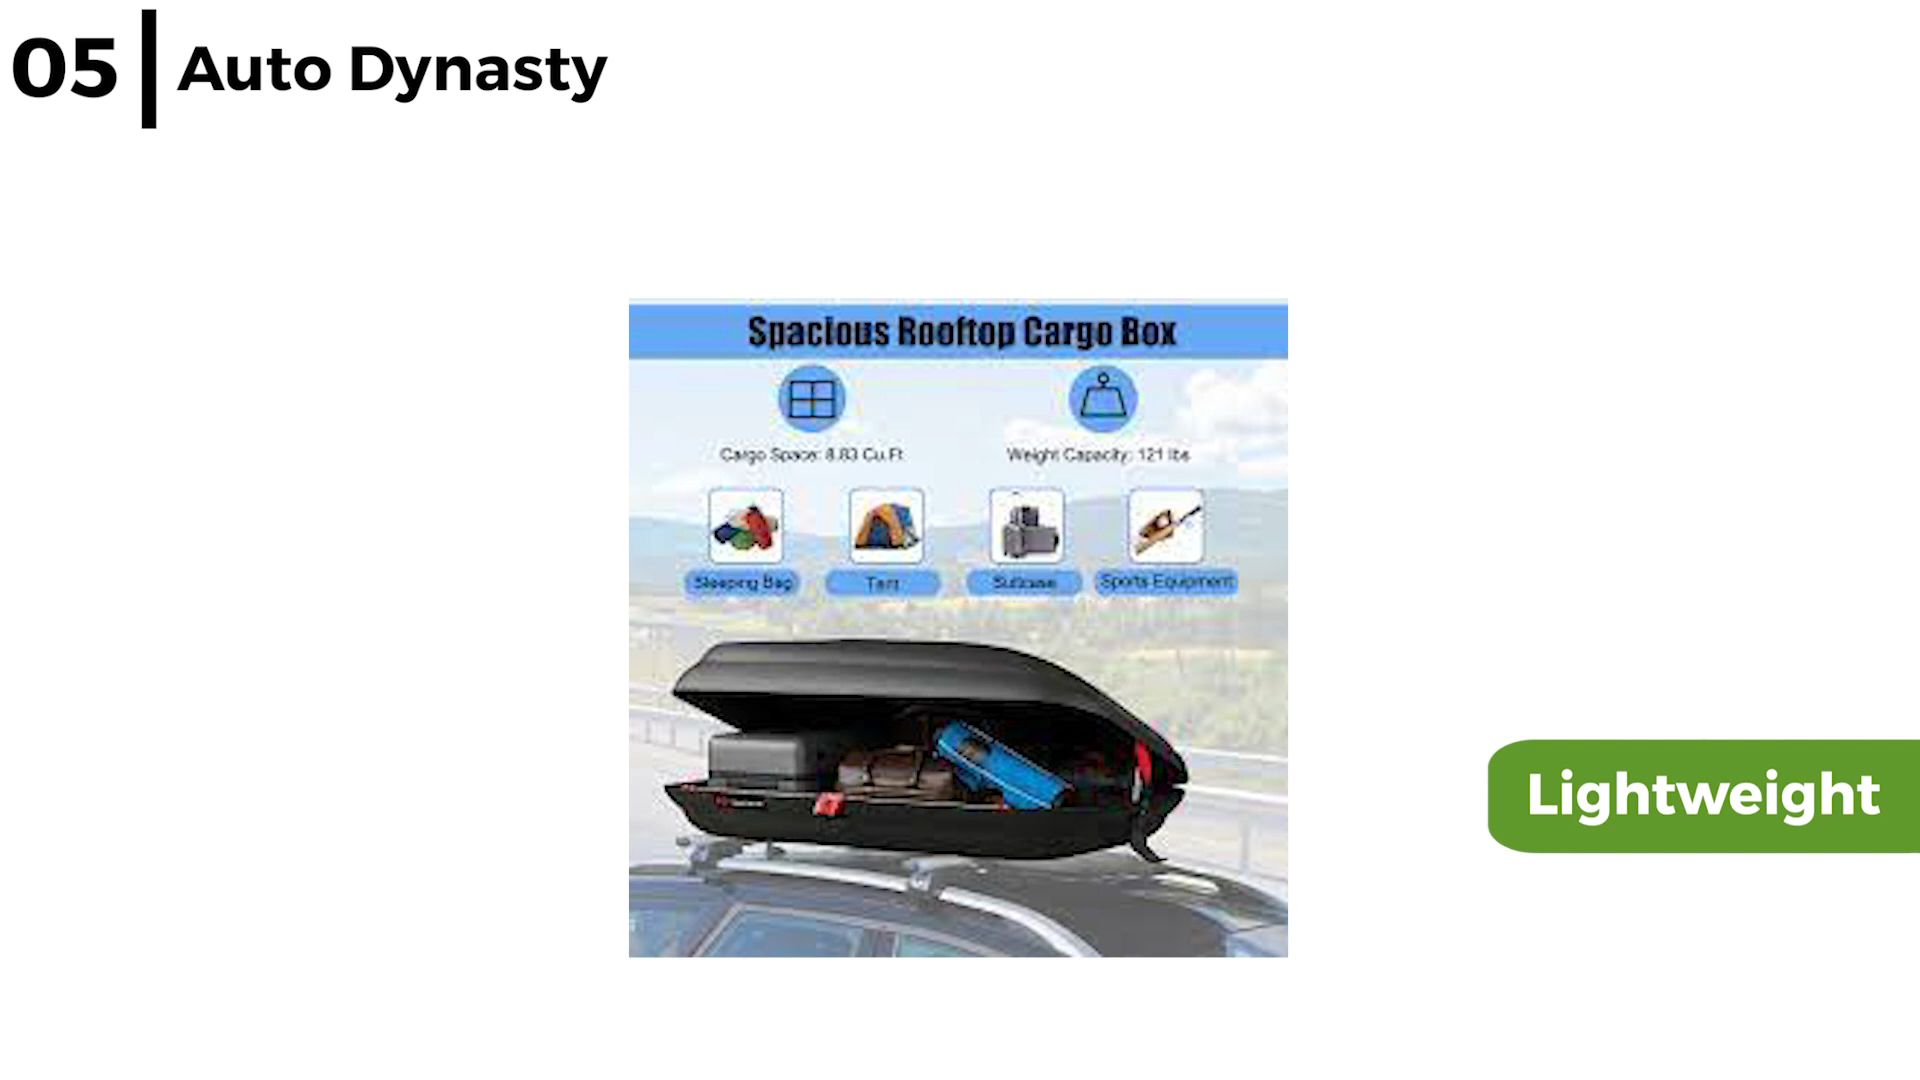 05
Auto Dynasty
Spacious Rooftop Cargo Box
Cargo Space: 8.83 Cu.Ft
Weight Capacity: 121 lbs
Sleeping Bag
Tent
Suitcase
Sports Equipment
Lightweight